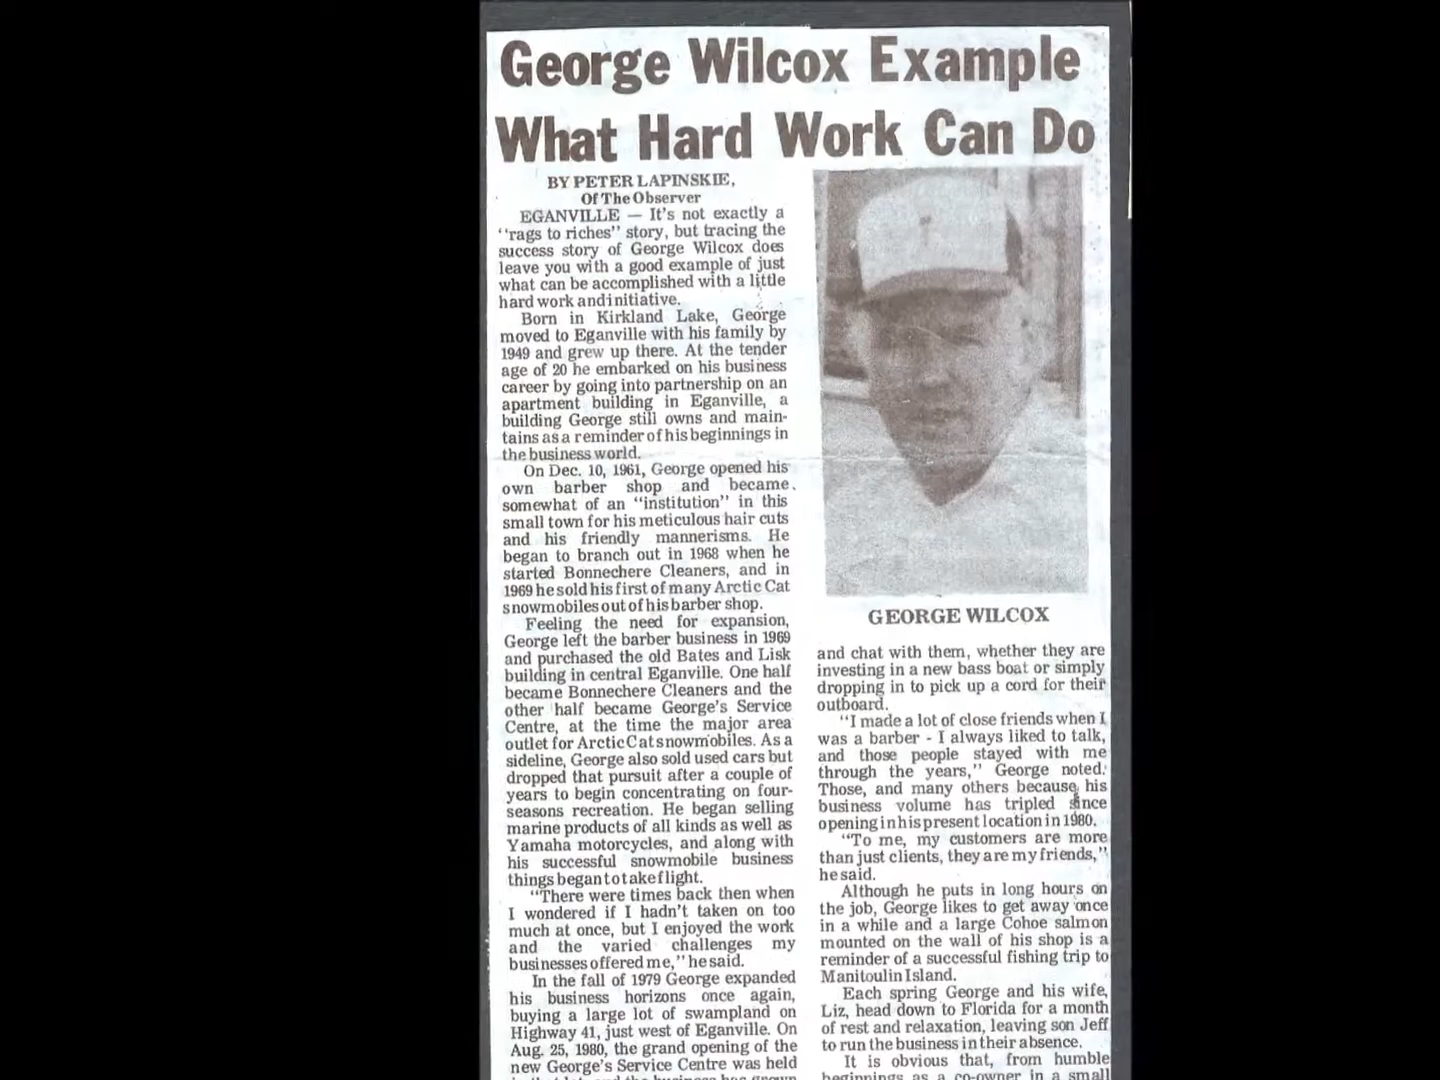 George Wilcox Example
What Hard Work Can Do
BY PETER LAPINSKIE,
Of The Observer
EGANVILLE — It's not exactly a
"rags to riches" story, but tracing the
success story of George Wilcox does
leave you with a good example of just
what can be accomplished with a little
hard work and initiative.
Born in Kirkland Lake, George
moved to Eganville with his family by
1949 and grew up there. At the tender
age of 20 he embarked on his business
career by going into partnership on an
apartment building in Eganville, a
building George still owns and main-
tains as a reminder of his beginnings in
the business world.
On Dec. 10, 1961, George opened his
own barber shop and became
somewhat of an "institution" in this
small town for his meticulous hair cuts
and his friendly mannerisms. He
began to branch out in 1968 when he
started Bonnechere Cleaners, and in
1969 he sold his first of many Arctic Cat
snowmobiles out of his barber shop.
Feeling the need for expansion,
George left the barber business in 1969
and purchased the old Bates and Lisk
building in central Eganville. One half
became Bonnechere Cleaners and the
other half became George's Service
Centre, at the time the major area
outlet for Arctic Cat snowmobiles. As a
sideline, George also sold used cars but
dropped that pursuit after a couple of
years to begin concentrating on four-
seasons recreation. He began selling
marine products of all kinds as well as
Yamaha motorcycles, and along with
his successful snowmobile business
things began to take flight.
"There were times back then when
I wondered if I hadn't taken on too
much at once, but I enjoyed the work
and the varied challenges my
businesses offered me," he said.
In the fall of 1979 George expanded
his business horizons once again,
buying a large lot of swampland on
Highway 41, just west of Eganville. On
Aug. 25, 1980, the grand opening of the
new George's Service Centre was held
GEORGE WILCOX
and chat with them, whether they are
investing in a new bass boat or simply
dropping in to pick up a cord for their
outboard.
"I made a lot of close friends when I
was a barber - I always liked to talk,
and those people stayed with me
through the years," George noted.
Those, and many others because his
business volume has tripled since
opening in his present location in 1980.
"To me, my customers are more
than just clients, they are my friends,"
he said.
Although he puts in long hours on
the job, George likes to get away once
in a while and a large Cohoe salmon
mounted on the wall of his shop is a
reminder of a successful fishing trip to
Manitoulin Island.
Each spring George and his wife,
Liz, head down to Florida for a month
of rest and relaxation, leaving son Jeff
to run the business in their absence.
It is obvious that, from humble
beginnings as a co-owner in a small